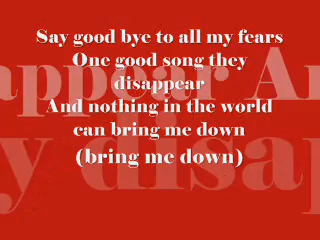 Say good bye to all my fears
One good song they
disappear
And nothing in the world
can bring me down
(bring me down)